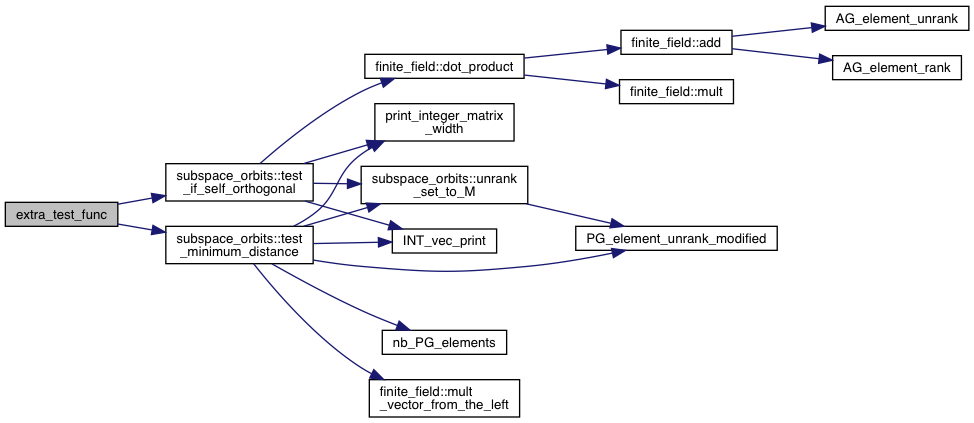 extra_test_func
subspace_orbits::test
_if_self_orthogonal
subspace_orbits::test
_minimum_distance
finite_field::dot_product
print_integer_matrix
_width
subspace_orbits::unrank
_set_to_M
INT_vec_print
nb_PG_elements
finite_field::mult
_vector_from_the_left
finite_field::add
finite_field::mult
PG_element_unrank_modified
AG_element_unrank
AG_element_rank